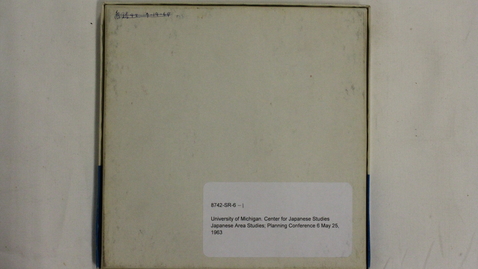 8742-SR-6 -- j
University of Michigan. Center for Japanese Studies
Japanese Area Studies; Planning Conference 6 May 25,
1963